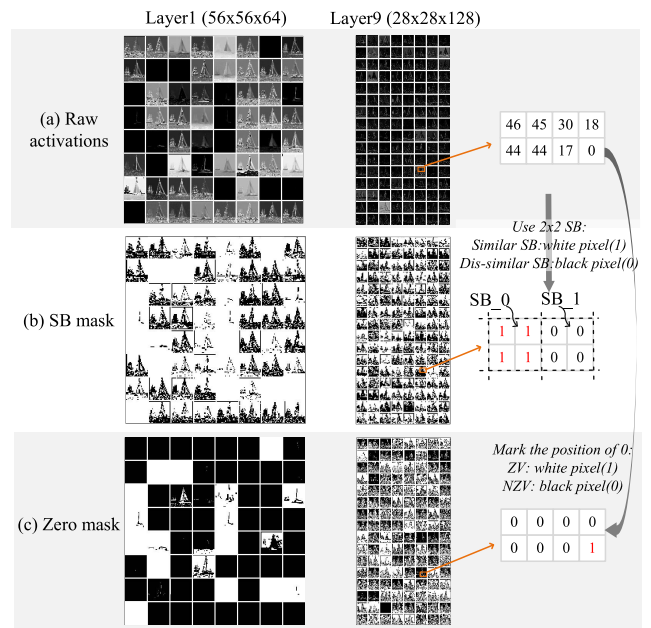 Layer1 (56x56x64)
Layer9 (28x28x128)
(a) Raw
activations
46 45 30 18
44 44 17 0
Use 2x2 SB:
Similar SB:white pixel(1)
Dis-similar SB:black pixel(0)
(b) SB mask
SB_0
SB_1
1 1 0 0
1 1 0 0
(c) Zero mask
Mark the position of 0:
ZV: white pixel(1)
NZV: black pixel(0)
0 0 0 0
0 0 0 1